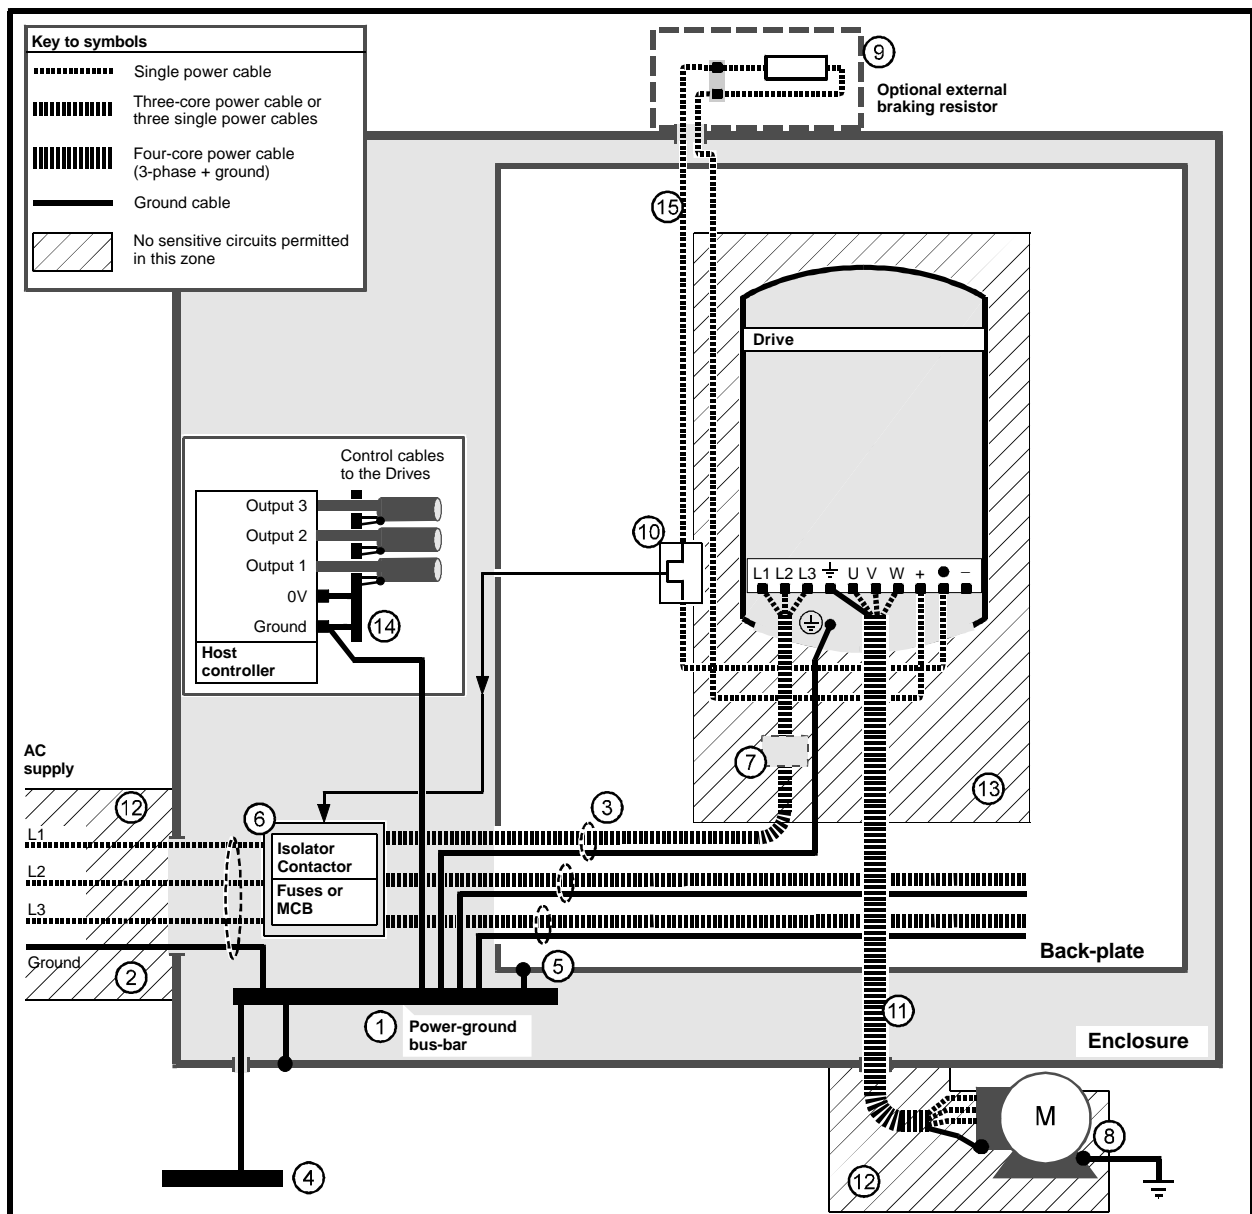 Key to symbols
Single power cable
Three-core power cable or
three single power cables
Four-core power cable
(3-phase + ground)
Ground cable
No sensitive circuits permitted
in this zone
9
Optional external
braking resistor
15
Drive
Control cables
to the Drives
Output 3
Output 2
Output 1
0V
Ground
Host
controller
14
10
L1 L2 L3 U V W + −
AC
supply
12
7
13
6
3
L1
L2
L3
Ground
2
Isolator
Contactor
Fuses or
MCB
5
Back-plate
1
Power-ground
bus-bar
11
Enclosure
M
8
4
12